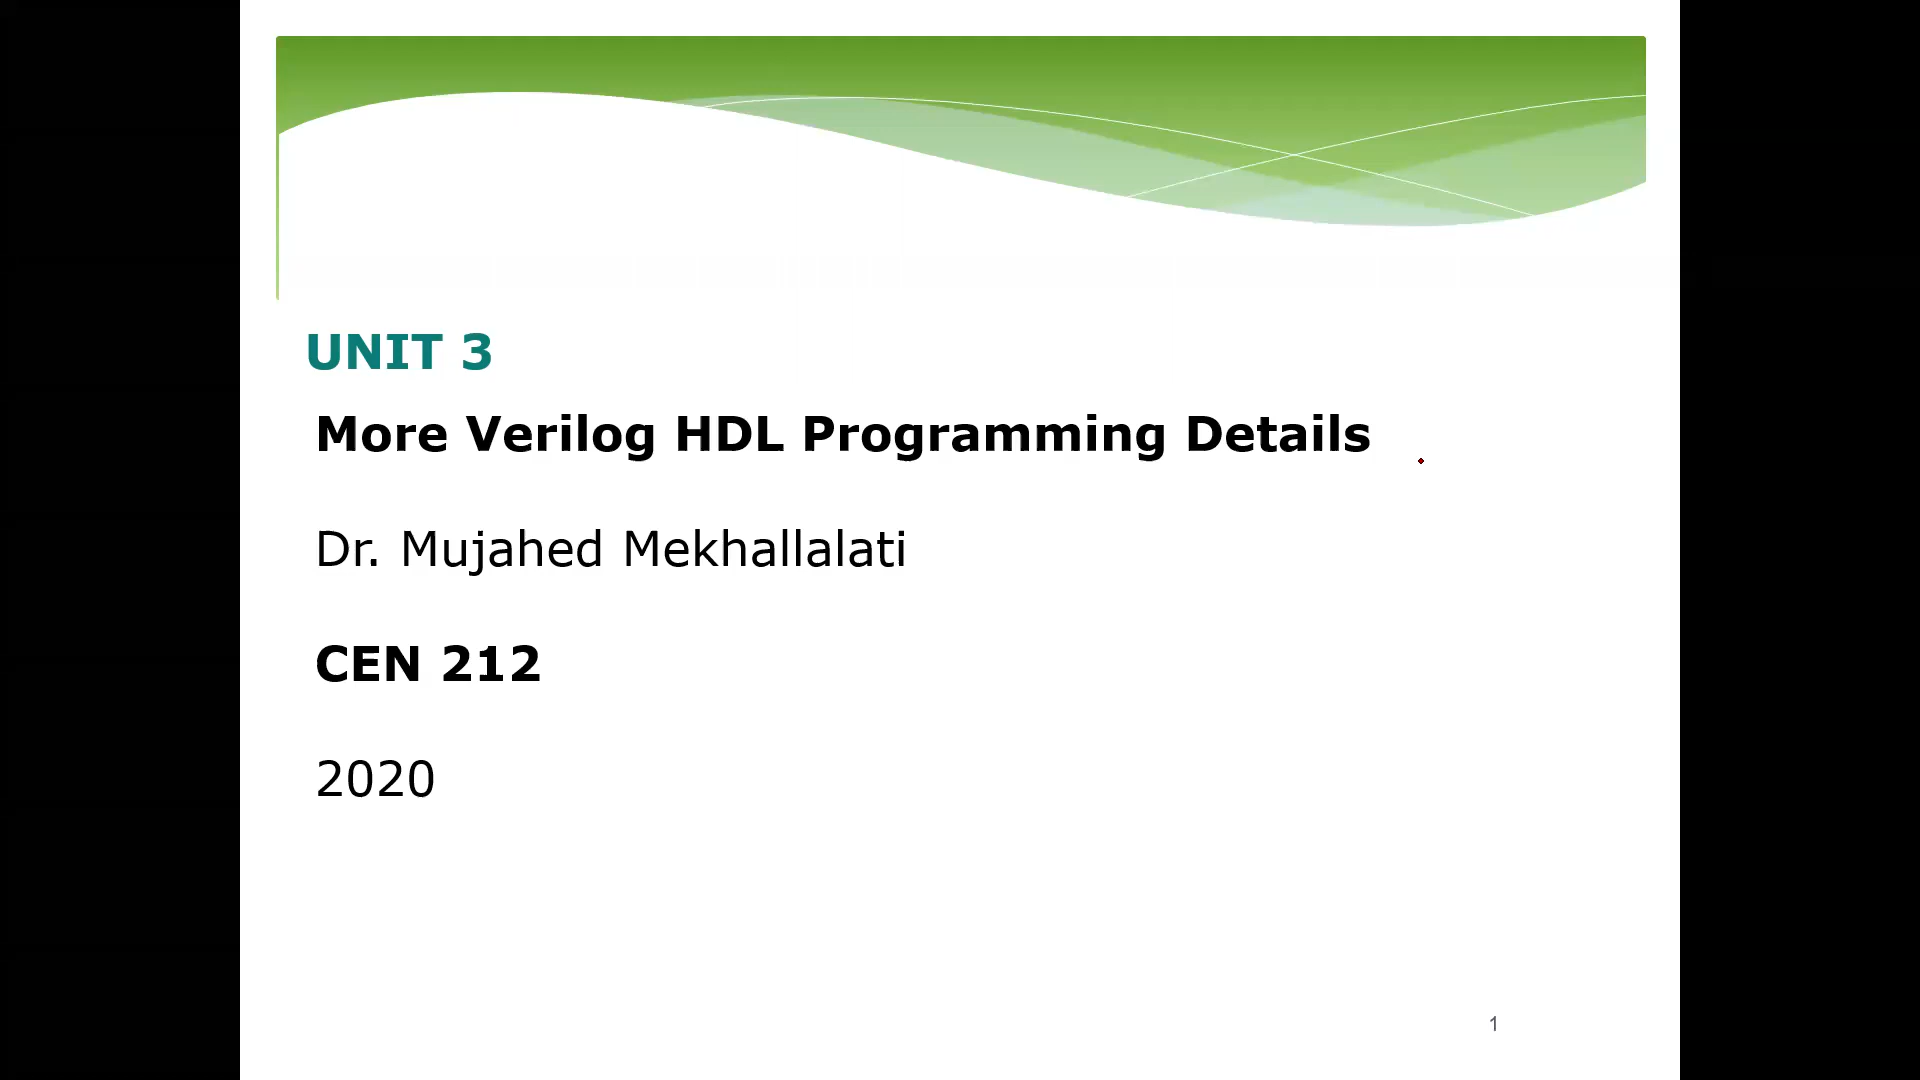 UNIT 3
More Verilog HDL Programming Details
Dr. Mujahed Mekhallalati
CEN 212
2020
1